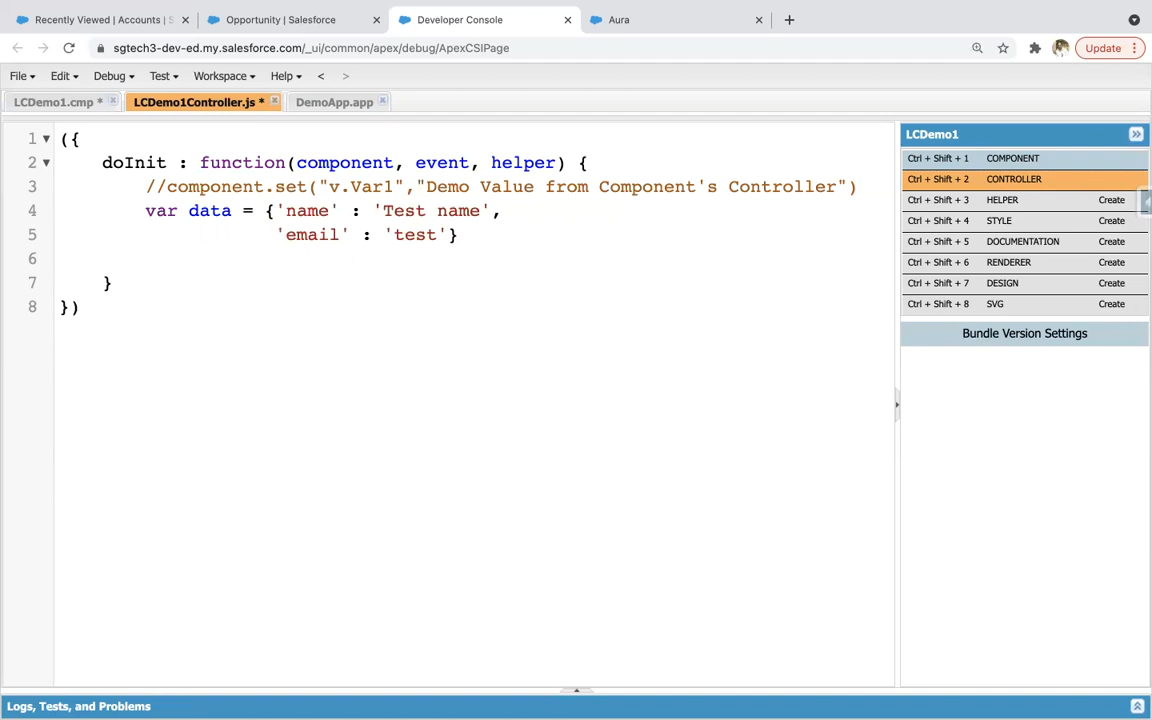 Recently Viewed | Accounts | S
Opportunity | Salesforce
Developer Console
Aura
sgtech3-dev-ed.my.salesforce.com/_ui/common/apex/debug/ApexCSIPage
Update
File Edit Debug Test Workspace Help < >
LCDemo1.cmp * LCDemo1Controller.js * DemoApp.app
1 ({
2 doInit : function(component, event, helper) {
3 //component.set("v.Var1","Demo Value from Component's Controller")
4 var data = {'name' : 'Test name',
5 'email' : 'test'}
6
7 }
8 })
LCDemo1
Ctrl + Shift + 1 COMPONENT
Ctrl + Shift + 2 CONTROLLER
Ctrl + Shift + 3 HELPER Create
Ctrl + Shift + 4 STYLE Create
Ctrl + Shift + 5 DOCUMENTATION Create
Ctrl + Shift + 6 RENDERER Create
Ctrl + Shift + 7 DESIGN Create
Ctrl + Shift + 8 SVG Create
Bundle Version Settings
Logs, Tests, and Problems